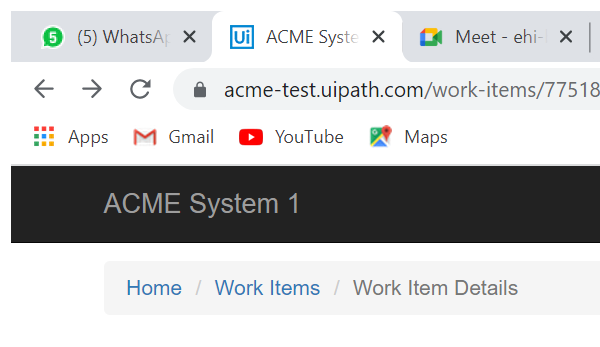 (5) WhatsAp Ui ACME Syste Meet - ehi-
acme-test.uipath.com/work-items/77518
Apps Gmail YouTube Maps
ACME System 1
Home / Work Items / Work Item Details